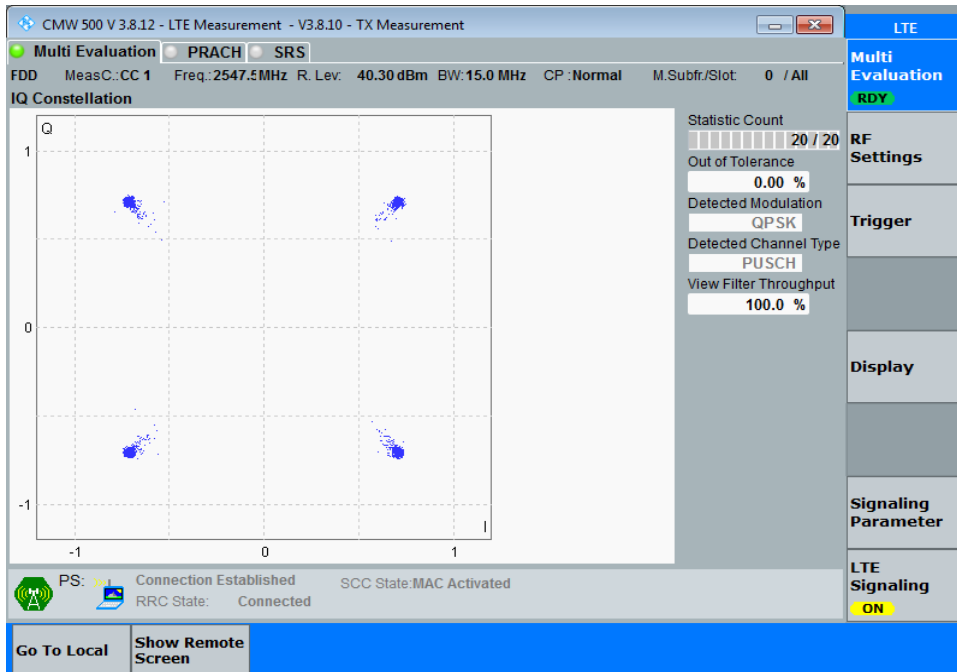 CMW 500 V 3.8.12 - LTE Measurement - V3.8.10 - TX Measurement
LTE
Multi Evaluation PRACH SRS
Multi
Evaluation
RDY
FDD MeasC.:CC 1 Freq.:2547.5MHz R. Lev: 40.30 dBm BW:15.0 MHz CP :Normal M.Subfr./Slot: 0 / All
IQ Constellation
Q
1
0
-1
I
-1 0 1
Statistic Count
20 / 20
Out of Tolerance
0.00 %
Detected Modulation
QPSK
Detected Channel Type
PUSCH
View Filter Throughput
100.0 %
RF
Settings
Trigger
Display
Signaling
Parameter
LTE
Signaling
ON
PS:
Connection Established SCC State:MAC Activated
RRC State: Connected
Go To Local
Show Remote
Screen